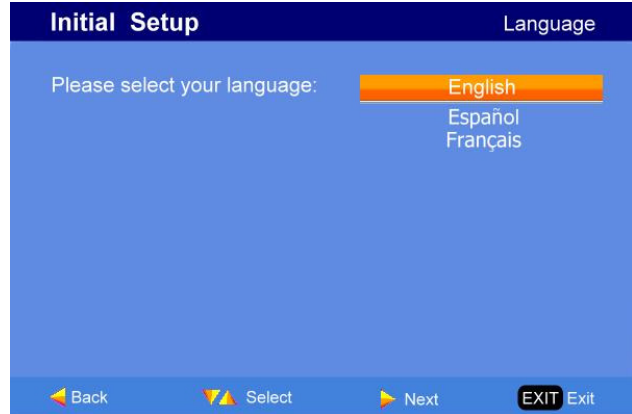 Initial Setup Language
Please select your language: English
Español
Français
Back Select Next EXIT Exit